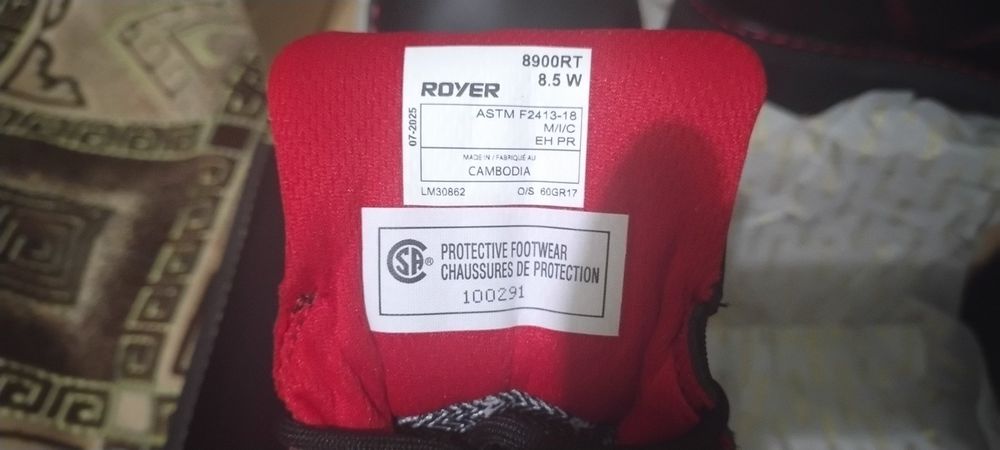 8900RT
ROYER 8.5 W
07-2025
ASTM F2413-18
M/I/C
EH PR
MADE IN / FABRIQUÉ AU
CAMBODIA
LM30862 O/S 60GR17
CSA® PROTECTIVE FOOTWEAR
CHAUSSURES DE PROTECTION
100291